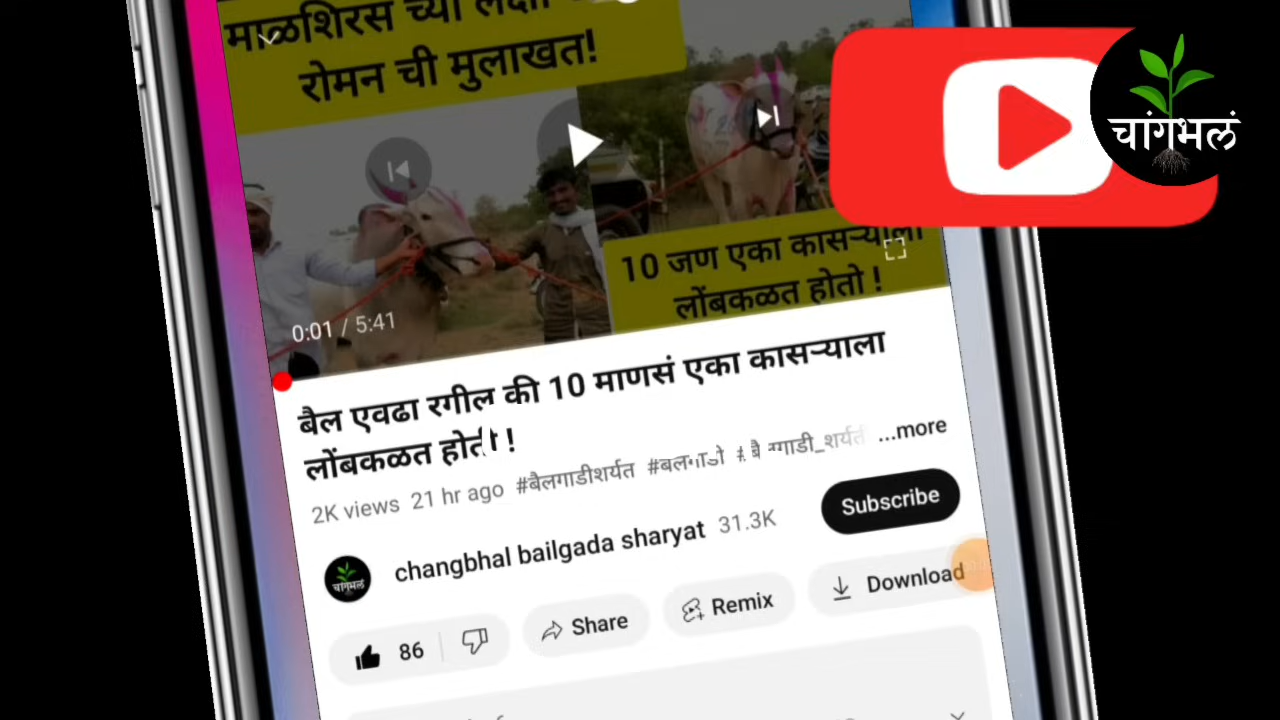 माळशिरस च्या लक्षा
रोमन ची मुलाखत!
चांगभलं
10 जण एका कासऱ्याला
लोंबकळत होतो !
0:01 / 5:41
बैल एवढा रगील की 10 माणसं एका कासऱ्याला
लोंबकळत होतो !
2K views 21 hr ago #बैलगाडीशर्यत ...more
changbhal bailgada sharyat 31.3K
Subscribe
चांगभलं
86
Share
Remix
Download